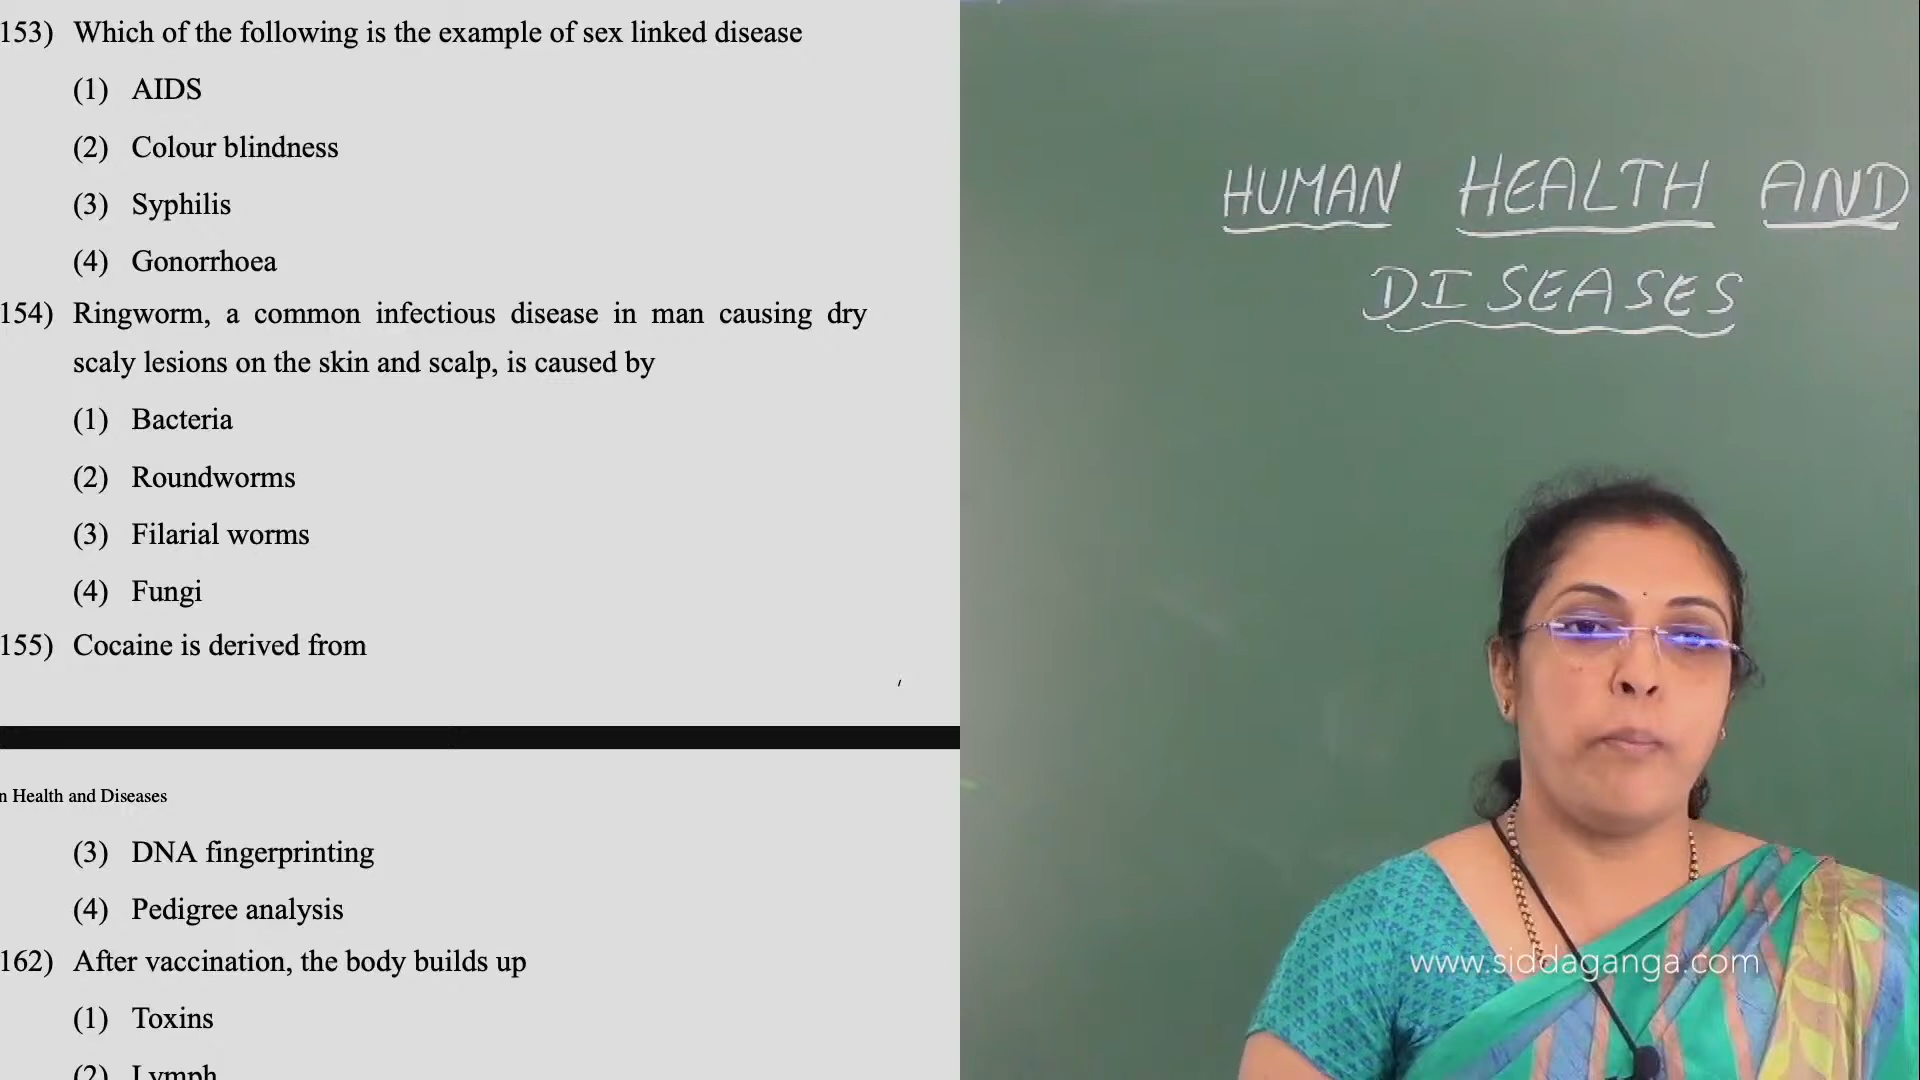 153) Which of the following is the example of sex linked disease
(1) AIDS
(2) Colour blindness
(3) Syphilis
(4) Gonorrhoea
154) Ringworm, a common infectious disease in man causing dry
scaly lesions on the skin and scalp, is caused by
(1) Bacteria
(2) Roundworms
(3) Filarial worms
(4) Fungi
155) Cocaine is derived from
n Health and Diseases
(3) DNA fingerprinting
(4) Pedigree analysis
162) After vaccination, the body builds up
(1) Toxins
(2) Lymph
HUMAN HEALTH AND
DISEASES
www.siddaganga.com